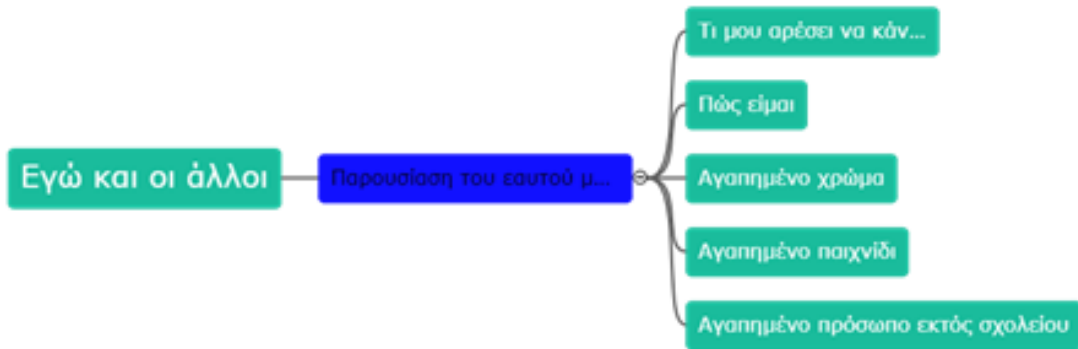 Εγώ και οι άλλοι
Παρουσίαση του εαυτού μ...
Τι μου αρέσει να κάν...
Πώς είμαι
Αγαπημένο χρώμα
Αγαπημένο παιχνίδι
Αγαπημένο πρόσωπο εκτός σχολείου